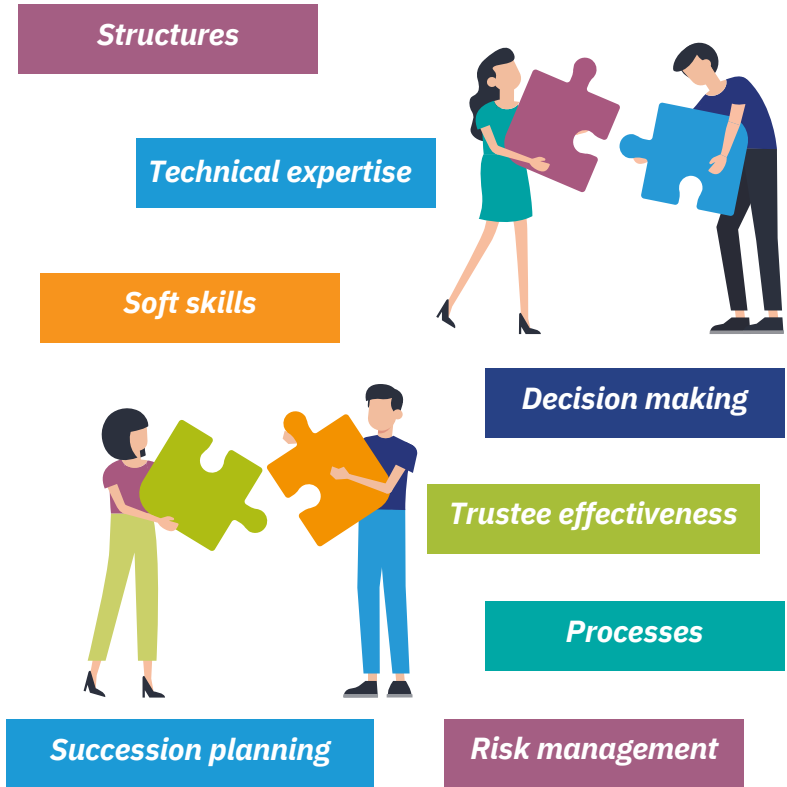 Structures
Technical expertise
Soft skills
Decision making
Trustee effectiveness
Processes
Succession planning
Risk management